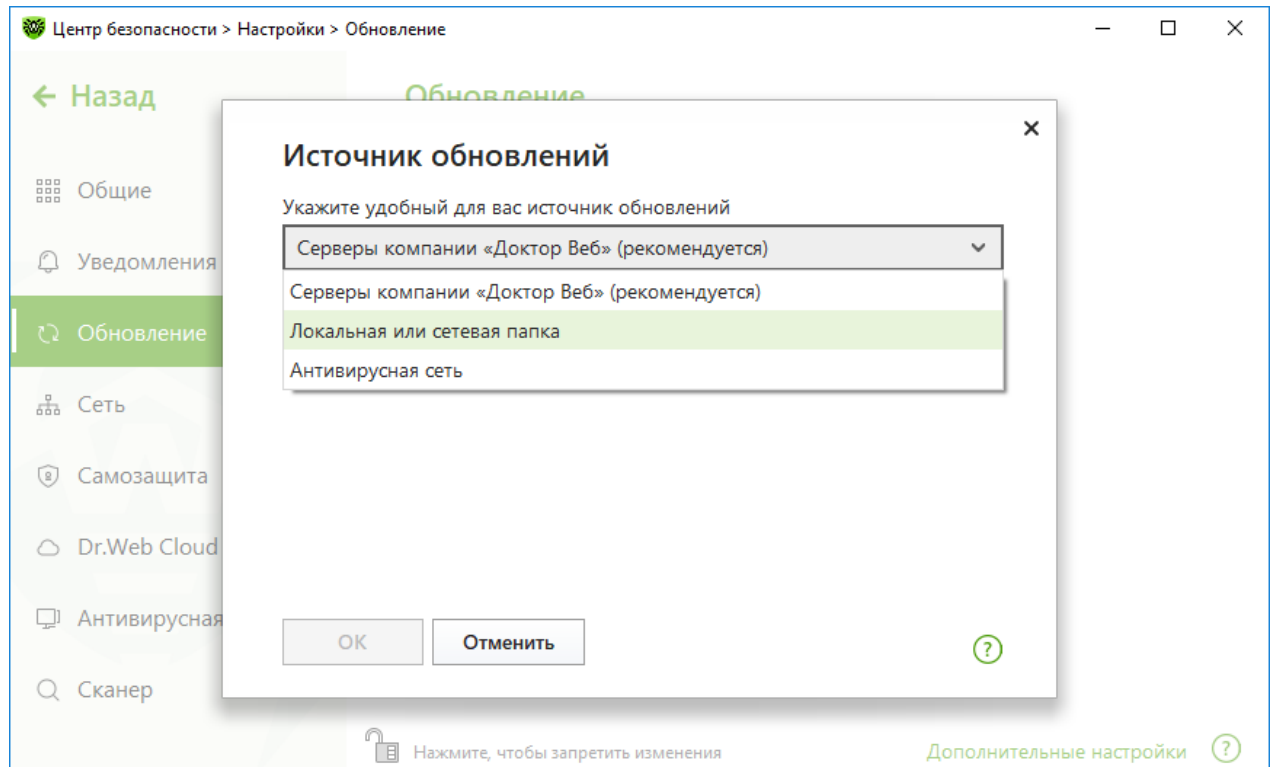 Центр безопасности > Настройки > Обновление
Назад
Обновление
Источник обновлений
Укажите удобный для вас источник обновлений
Серверы компании «Доктор Веб» (рекомендуется)
Серверы компании «Доктор Веб» (рекомендуется)
Локальная или сетевая папка
Антивирусная сеть
Общие
Уведомления
Обновление
Сеть
Самозащита
Dr.Web Cloud
Антивирусная
Сканер
ОК
Отменить
?
Нажмите, чтобы запретить изменения
Дополнительные настройки
?